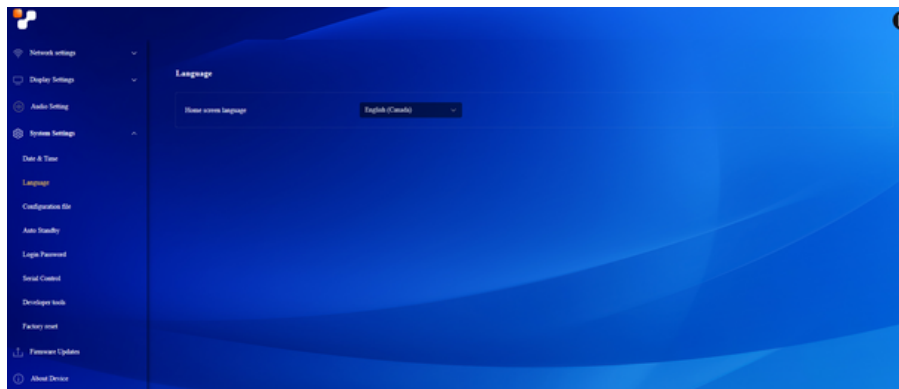 Network settings
Display Settings
Audio Setting
System Settings
Date & Time
Language
Configuration file
Auto Standby
Login Password
Serial Control
Developer tools
Factory reset
Firmware Updates
About Device
Language
Home screen language
English (Canada)